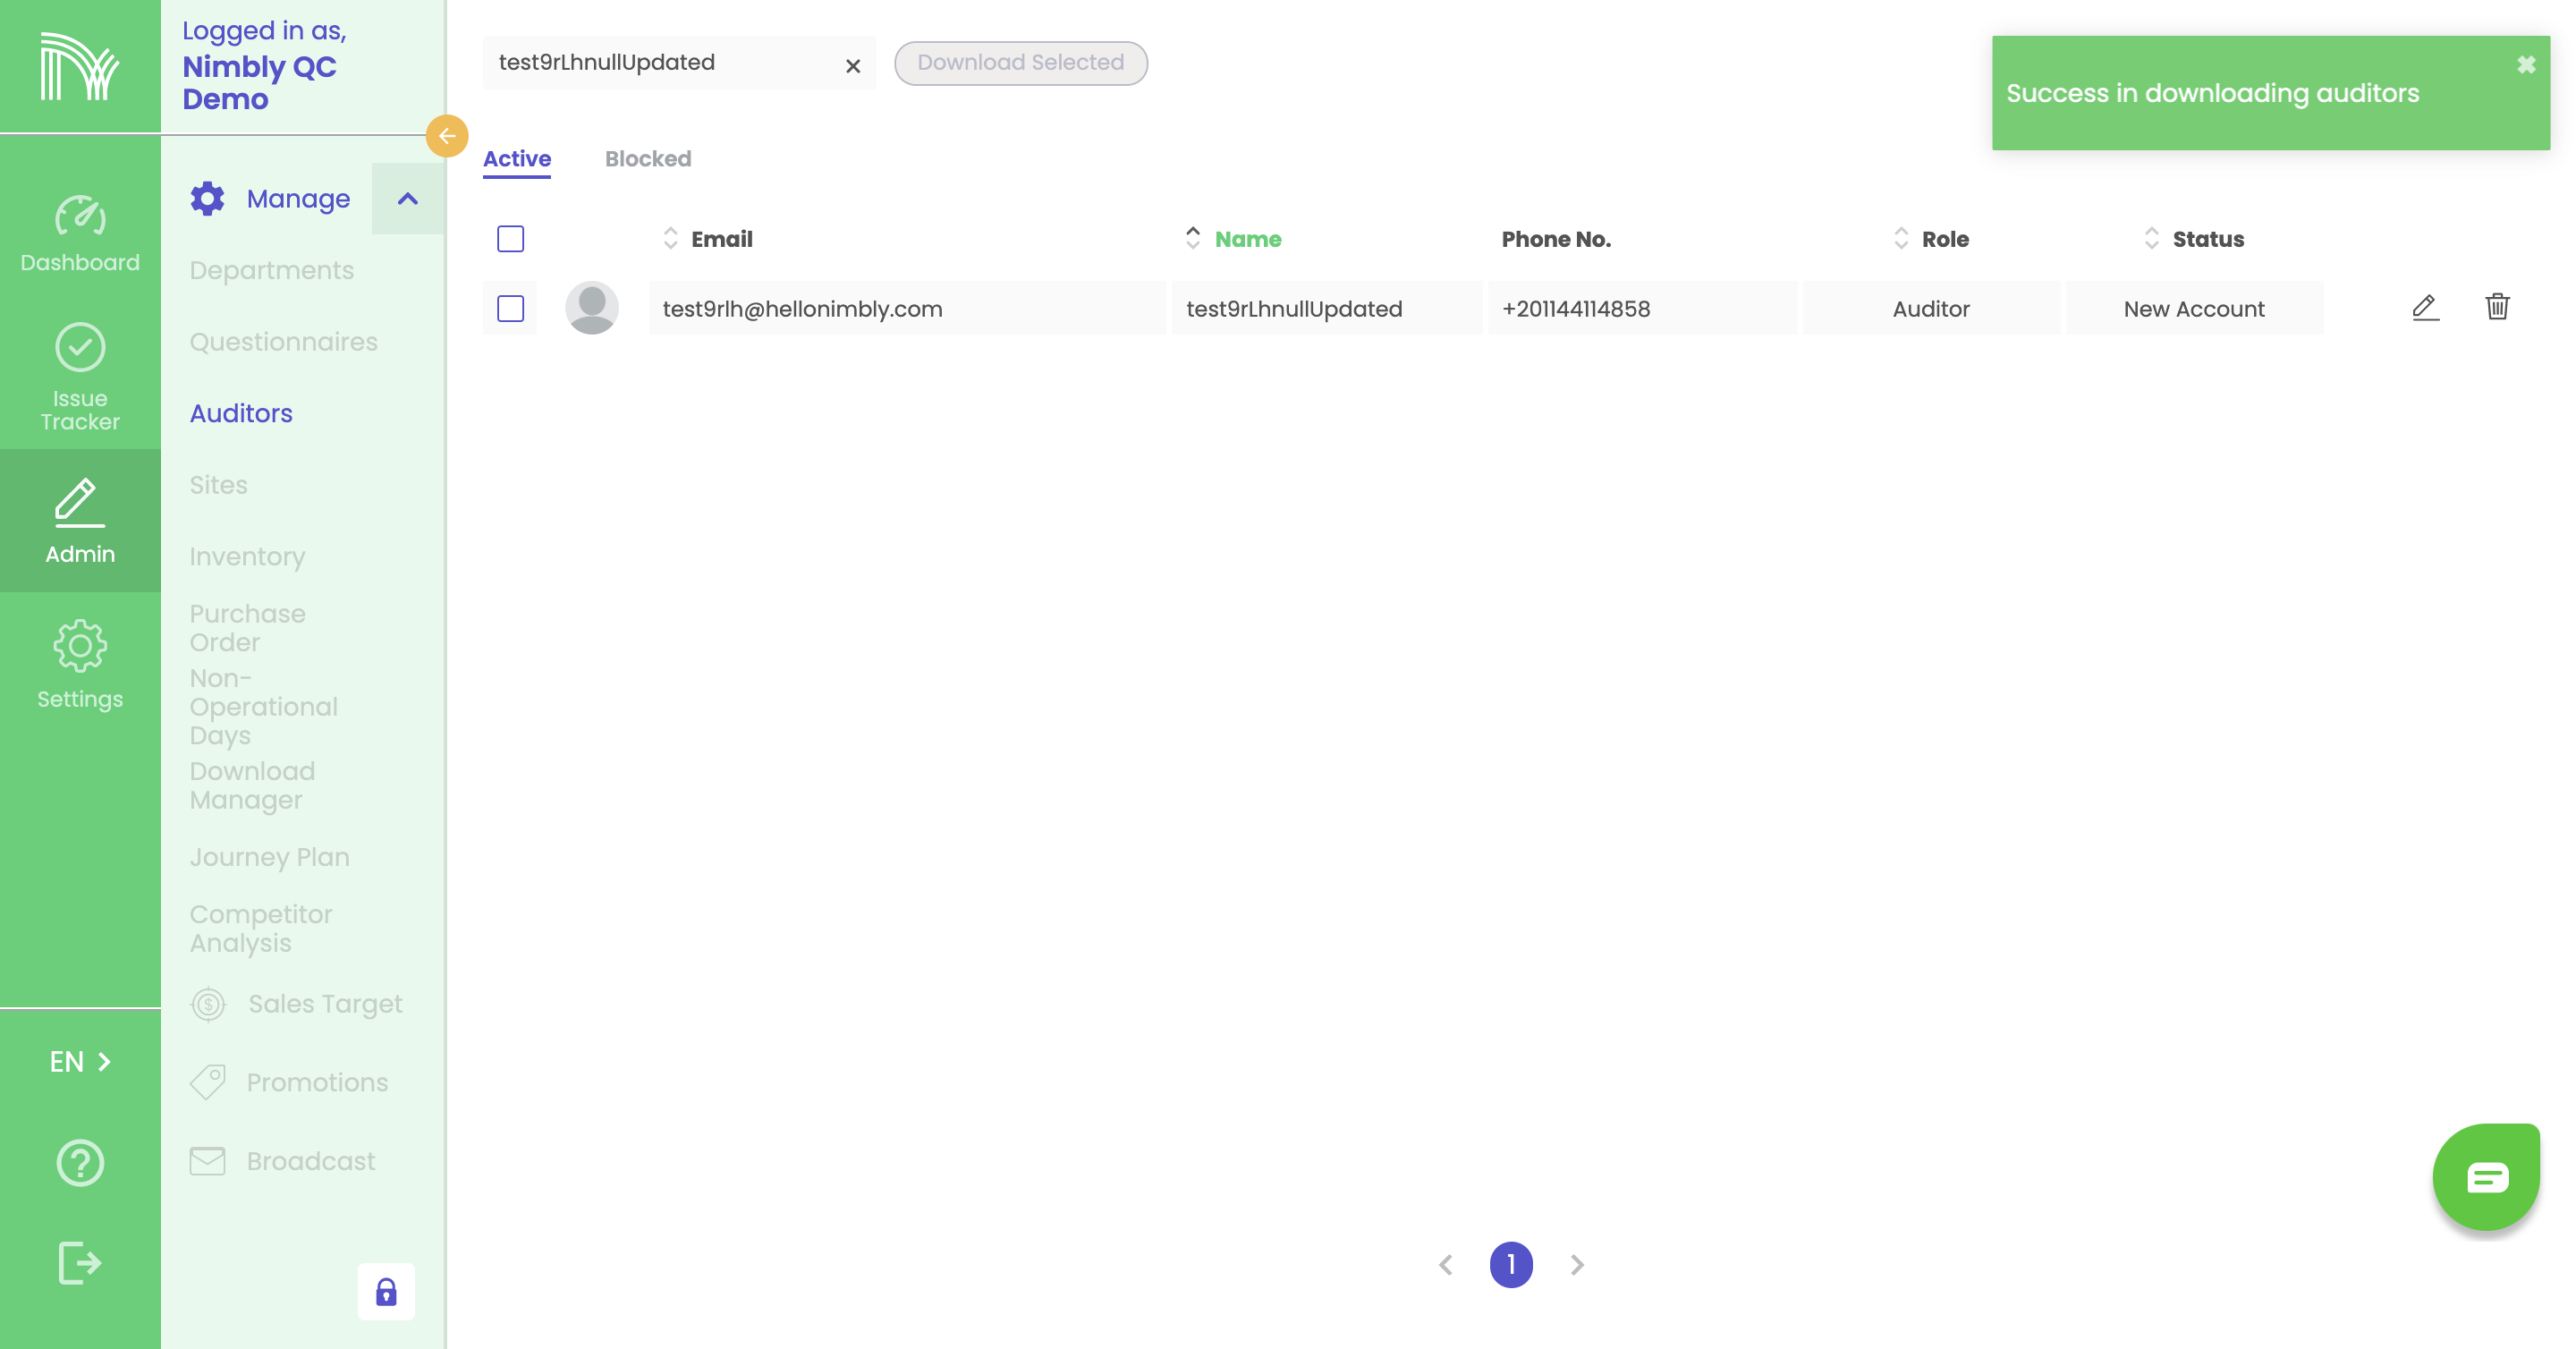 Logged in as,
Nimbly QC
Demo
Dashboard
Issue
Tracker
Admin
Settings
EN
Manage
Departments
Questionnaires
Auditors
Sites
Inventory
Purchase
Order
Non-
Operational
Days
Download
Manager
Journey Plan
Competitor
Analysis
Sales Target
Promotions
Broadcast
test9rLhnullUpdated
Download Selected
Success in downloading auditors
Active Blocked
Email Name Phone No. Role Status
test9rlh@hellonimbly.com test9rLhnullUpdated +201144114858 Auditor New Account
1